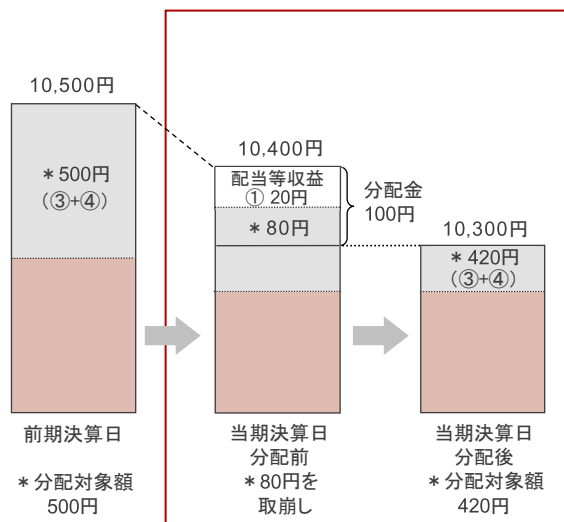 10,500円
＊500円
（③+④）
前期決算日
＊分配対象額
500円
10,400円
配当等収益
① 20円
＊80円
分配金
100円
当期決算日
分配前
＊80円を
取崩し
10,300円
＊420円
（③+④）
当期決算日
分配後
＊分配対象額
420円